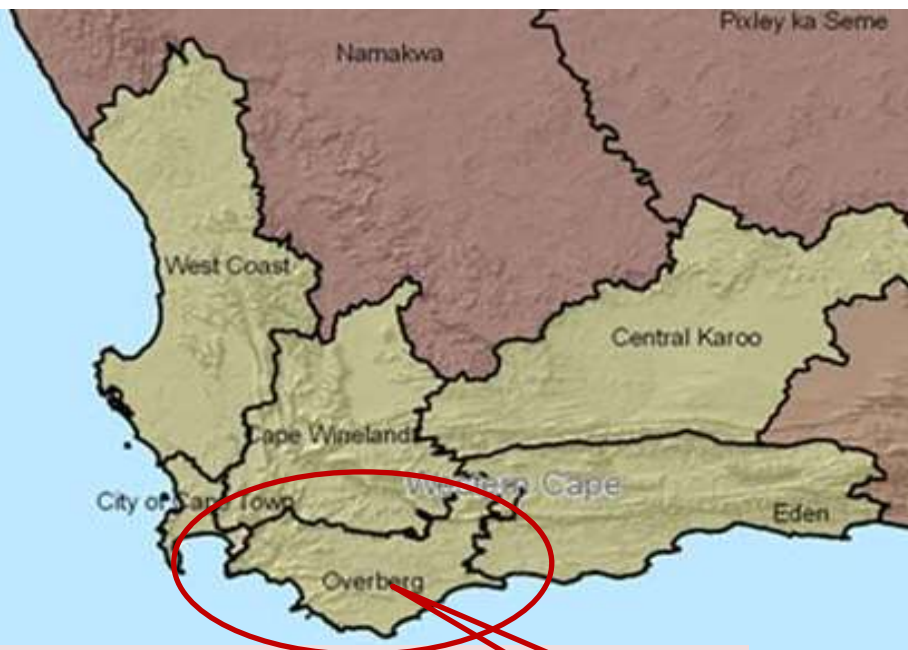 Pixley ka Seme
Namakwa
West Coast
Central Karoo
Cape Winelands
Western Cape
City of Cape Town
Eden
Overberg